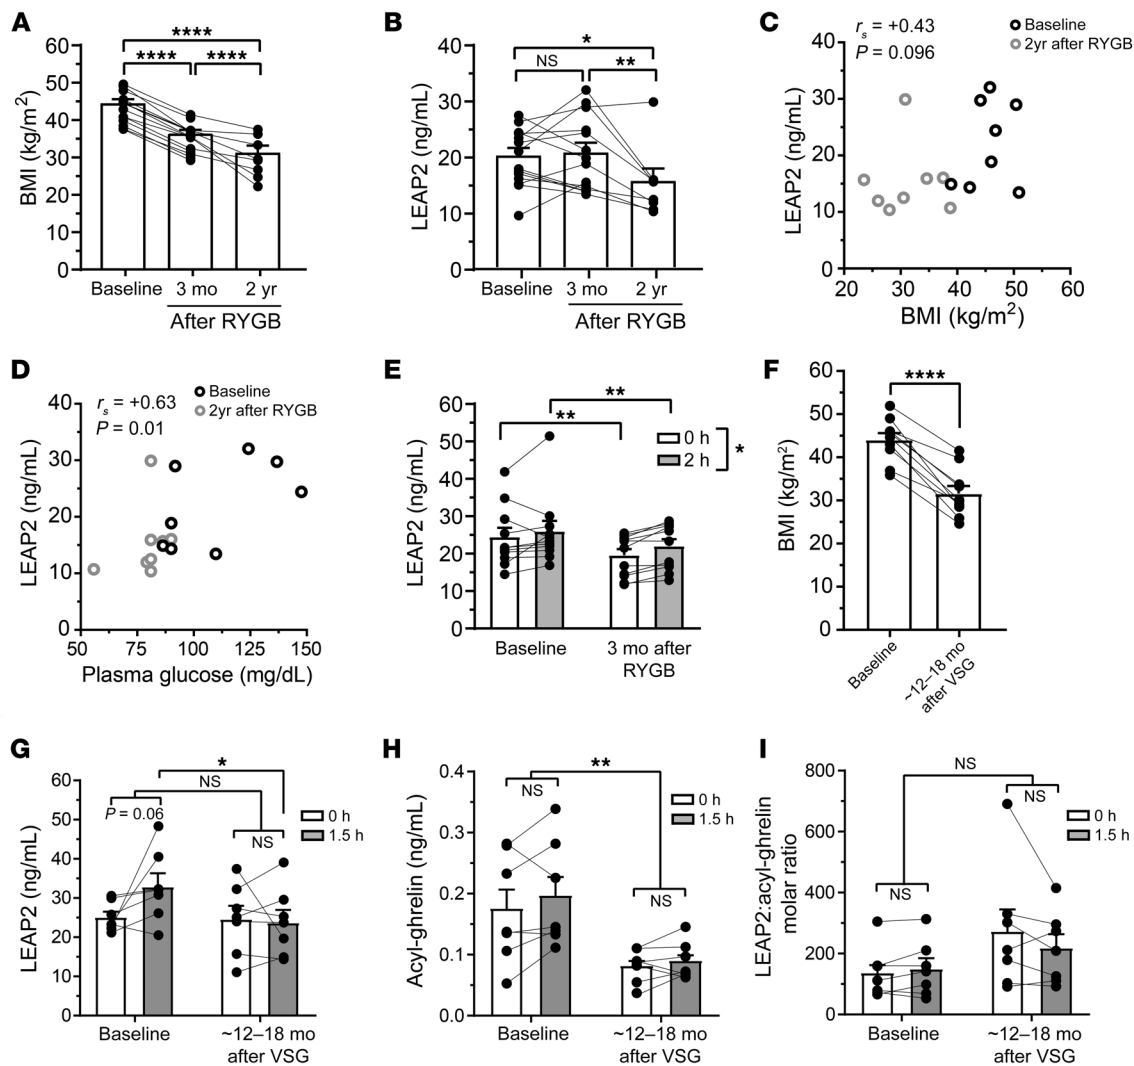 A
BMI (kg/m²)
60
50
40
30
20
10
0
****
****
****
Baseline
3 mo
2 yr
After RYGB
B
LEAP2 (ng/mL)
40
30
20
10
0
*
NS
**
Baseline
3 mo
2 yr
After RYGB
C
rs = +0.43
P = 0.096
Baseline
2yr after RYGB
LEAP2 (ng/mL)
40
30
20
10
0
20
30
40
50
60
BMI (kg/m²)
D
rs = +0.63
P = 0.01
Baseline
2yr after RYGB
LEAP2 (ng/mL)
40
30
20
10
0
50
75
100
125
150
Plasma glucose (mg/dL)
E
LEAP2 (ng/mL)
60
50
40
30
20
10
0
**
**
0 h
2 h
*
Baseline
3 mo after
RYGB
F
BMI (kg/m²)
60
50
40
30
20
10
0
****
Baseline
~12–18 mo
after VSG
G
LEAP2 (ng/mL)
60
50
40
30
20
10
0
*
NS
P = 0.06
NS
0 h
1.5 h
Baseline
~12–18 mo
after VSG
H
Acyl-ghrelin (ng/mL)
0.4
0.3
0.2
0.1
0.0
**
NS
NS
0 h
1.5 h
Baseline
~12–18 mo
after VSG
I
LEAP2:acyl-ghrelin
molar ratio
800
600
400
200
0
NS
NS
NS
0 h
1.5 h
Baseline
~12–18 mo
after VSG